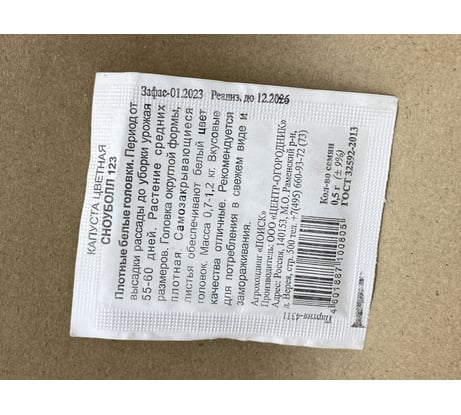 Зафас-01.2023 Реализ. до 12.2026
КАПУСТА ЦВЕТНАЯ
СНОУБОЛЛ 123
Плотные белые головки. Период от
высадки рассады до уборки урожая
55-60 дней. Растение средних
размеров. Головка округлой формы,
плотная. Самозакрывающиеся
листья обеспечивают белый цвет
головок. Масса 0,7-1,2 кг. Вкусовые
качества отличные. Рекомендуется
для потребления в свежем виде и
замораживания.
Агрохолдинг «ПОИСК»
Производитель: ООО «ЦЕНТР-ОГОРОДНИК»
Адрес: Россия, 140153, М.О. Раменский р-н,
д. Верея, стр. 500 тел. +7(495) 660-93-72 (73)
Кол-во семян
0,5 г (± 9%)
ГОСТ 32592-2013
4601887100805
Партия-4311